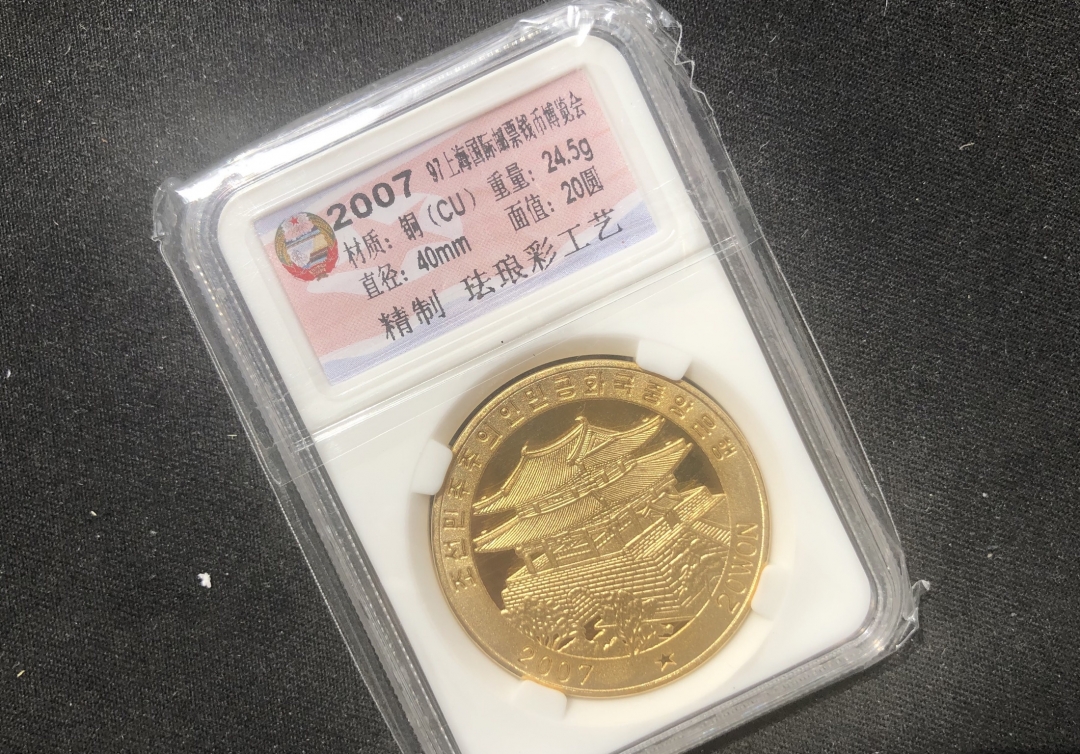 2007 97上海国际邮票钱币博览会
材质：铜（CU）重量：24.5g
直径：40mm 面值：20圆
精制 珐琅彩工艺
조선민주주의인민공화국중앙은행
20WON
2007